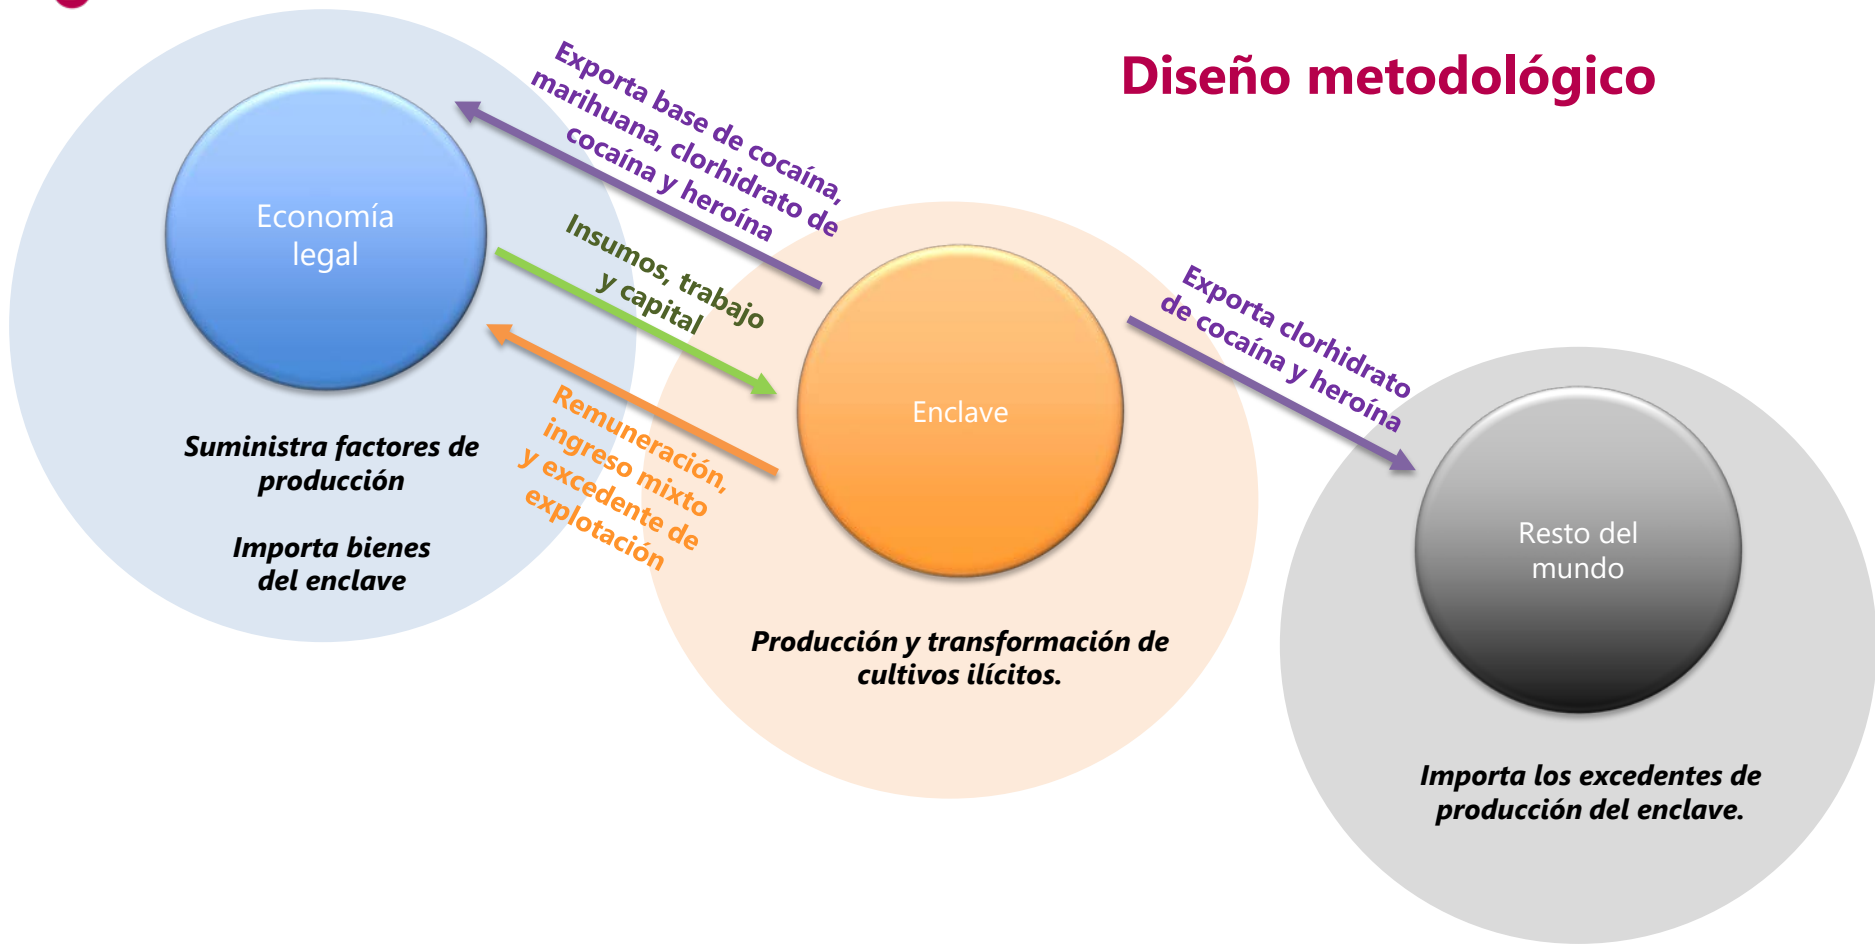 Diseño metodológico
Exporta base de cocaína,
marihuana, clorhidrato de
cocaína y heroína
Economía
legal
Insumos, trabajo
y capital
Remuneración,
ingreso mixto
y excedente de
explotación
Suministra factores de
producción
Importa bienes
del enclave
Enclave
Producción y transformación de
cultivos ilícitos.
Exporta clorhidrato
de cocaína y heroína
Resto del
mundo
Importa los excedentes de
producción del enclave.